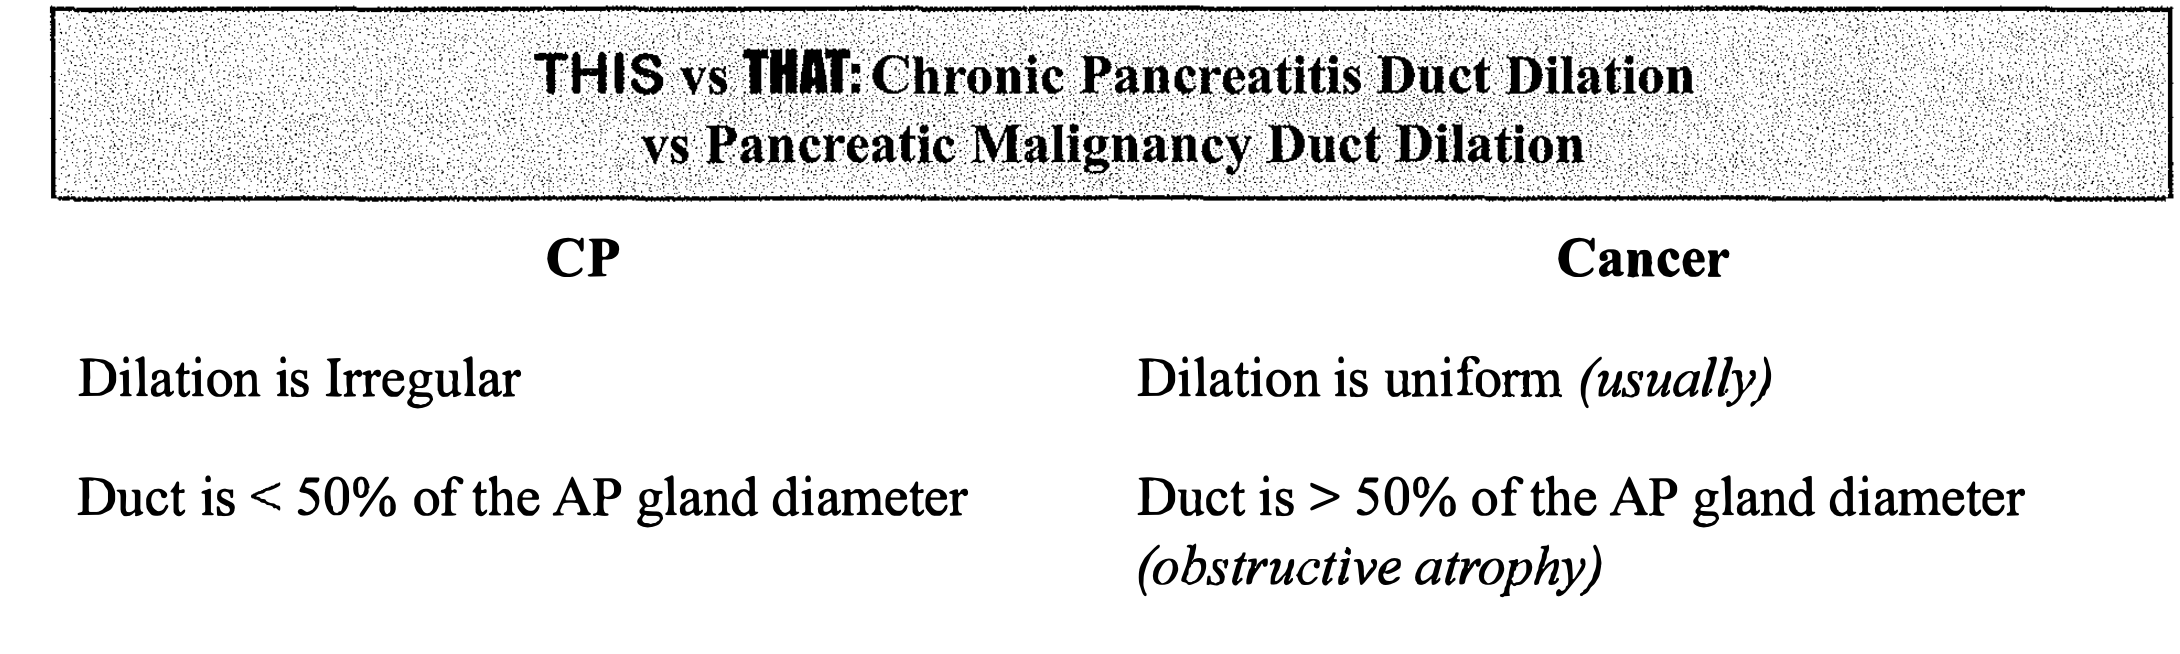 THIS vs THAT: Chronic Pancreatitis Duct Dilation
vs Pancreatic Malignancy Duct Dilation
CP
Cancer
Dilation is Irregular
Dilation is uniform (usually)
Duct is < 50% of the AP gland diameter
Duct is > 50% of the AP gland diameter
(obstructive atrophy)